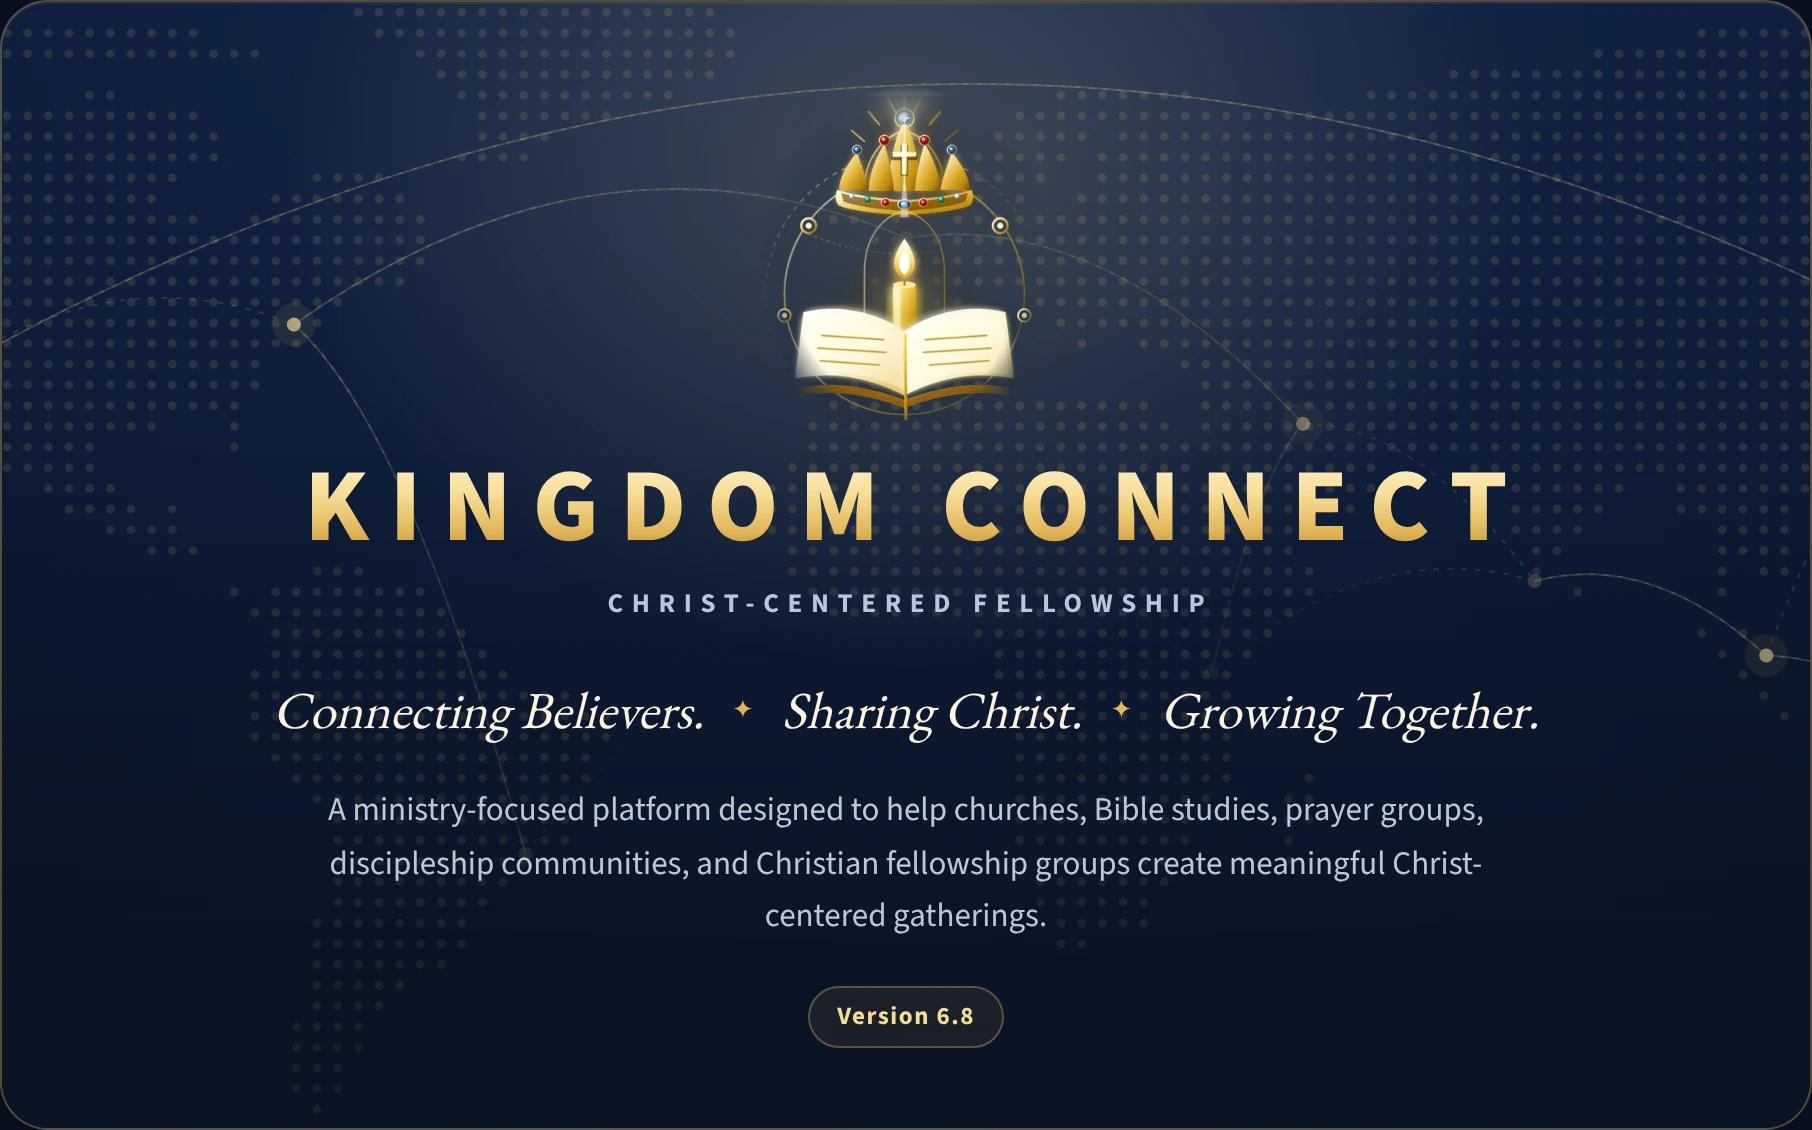 KINGDOM CONNECT
CHRIST-CENTERED FELLOWSHIP
Connecting Believers. ✦ Sharing Christ. ✦ Growing Together.
A ministry-focused platform designed to help churches, Bible studies, prayer groups,
discipleship communities, and Christian fellowship groups create meaningful Christ-
centered gatherings.
Version 6.8